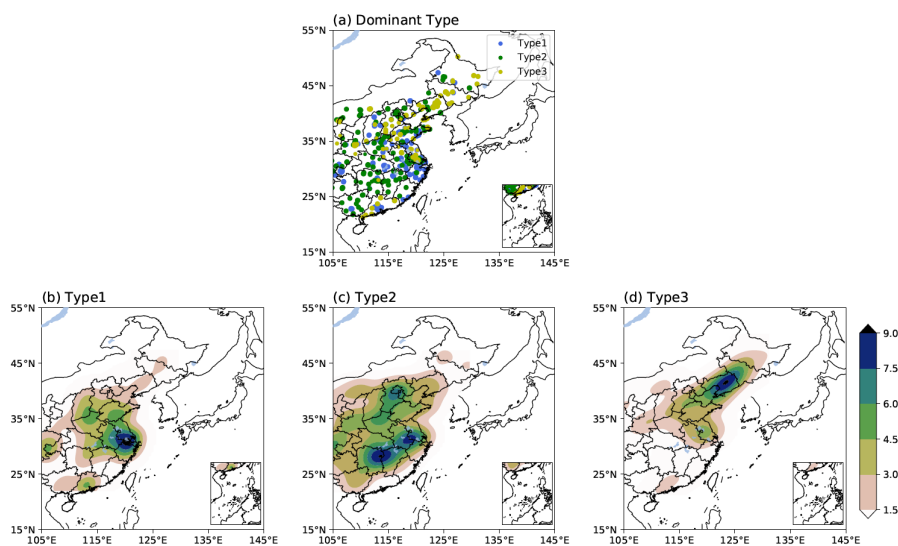 (a) Dominant Type
55°N
Type1
Type2
Type3
45°N
35°N
25°N
15°N
105°E 115°E 125°E 135°E 145°E
(b) Type1
(c) Type2
(d) Type3
55°N 55°N 55°N
9.0
45°N 45°N 45°N
7.5
6.0
35°N 35°N 35°N
4.5
25°N 25°N 25°N
3.0
1.5
15°N 15°N 15°N
105°E 115°E 125°E 135°E 145°E 105°E 115°E 125°E 135°E 145°E 105°E 115°E 125°E 135°E 145°E